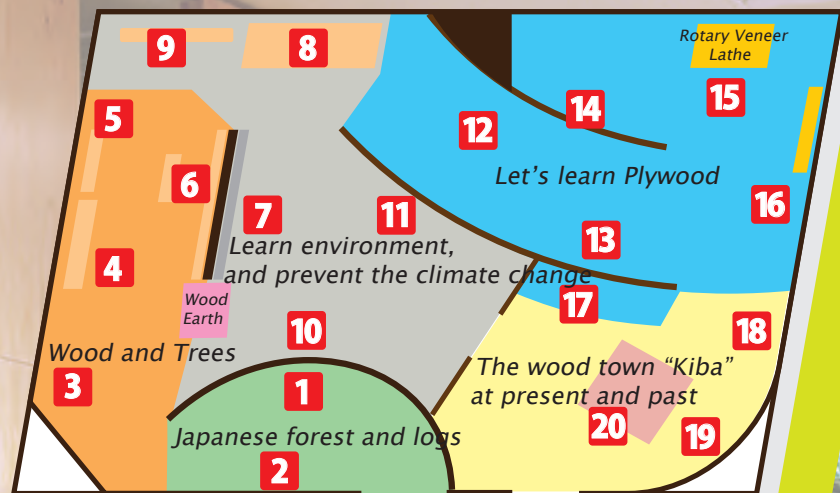 9
8
Rotary Veneer
Lathe
5
12
14
15
Let's learn Plywood
6
7
11
16
4
Learn environment,
and prevent the climate change
13
Wood
Earth
17
10
18
Wood and Trees
3
1
The wood town “Kiba”
at present and past
Japanese forest and logs
20
19
2